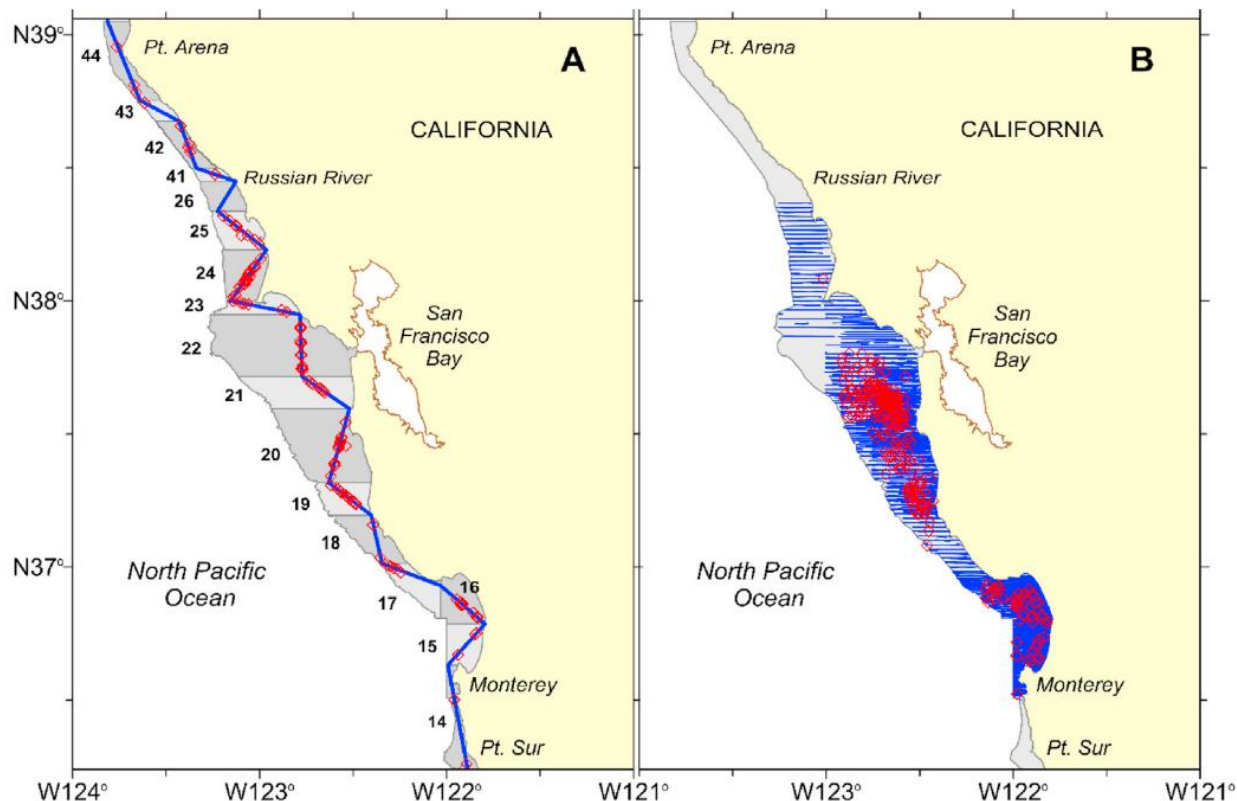 N39°
N38°
N37°
A
Pt. Arena
CALIFORNIA
Russian River
San
Francisco
Bay
North Pacific
Ocean
Monterey
Pt. Sur
44
43
42
41
26
25
24
23
22
21
20
19
18
17
16
15
14
W124°
W123°
W122°
B
Pt. Arena
CALIFORNIA
Russian River
San
Francisco
Bay
North Pacific
Ocean
Monterey
Pt. Sur
W121°
W123°
W122°
W121°